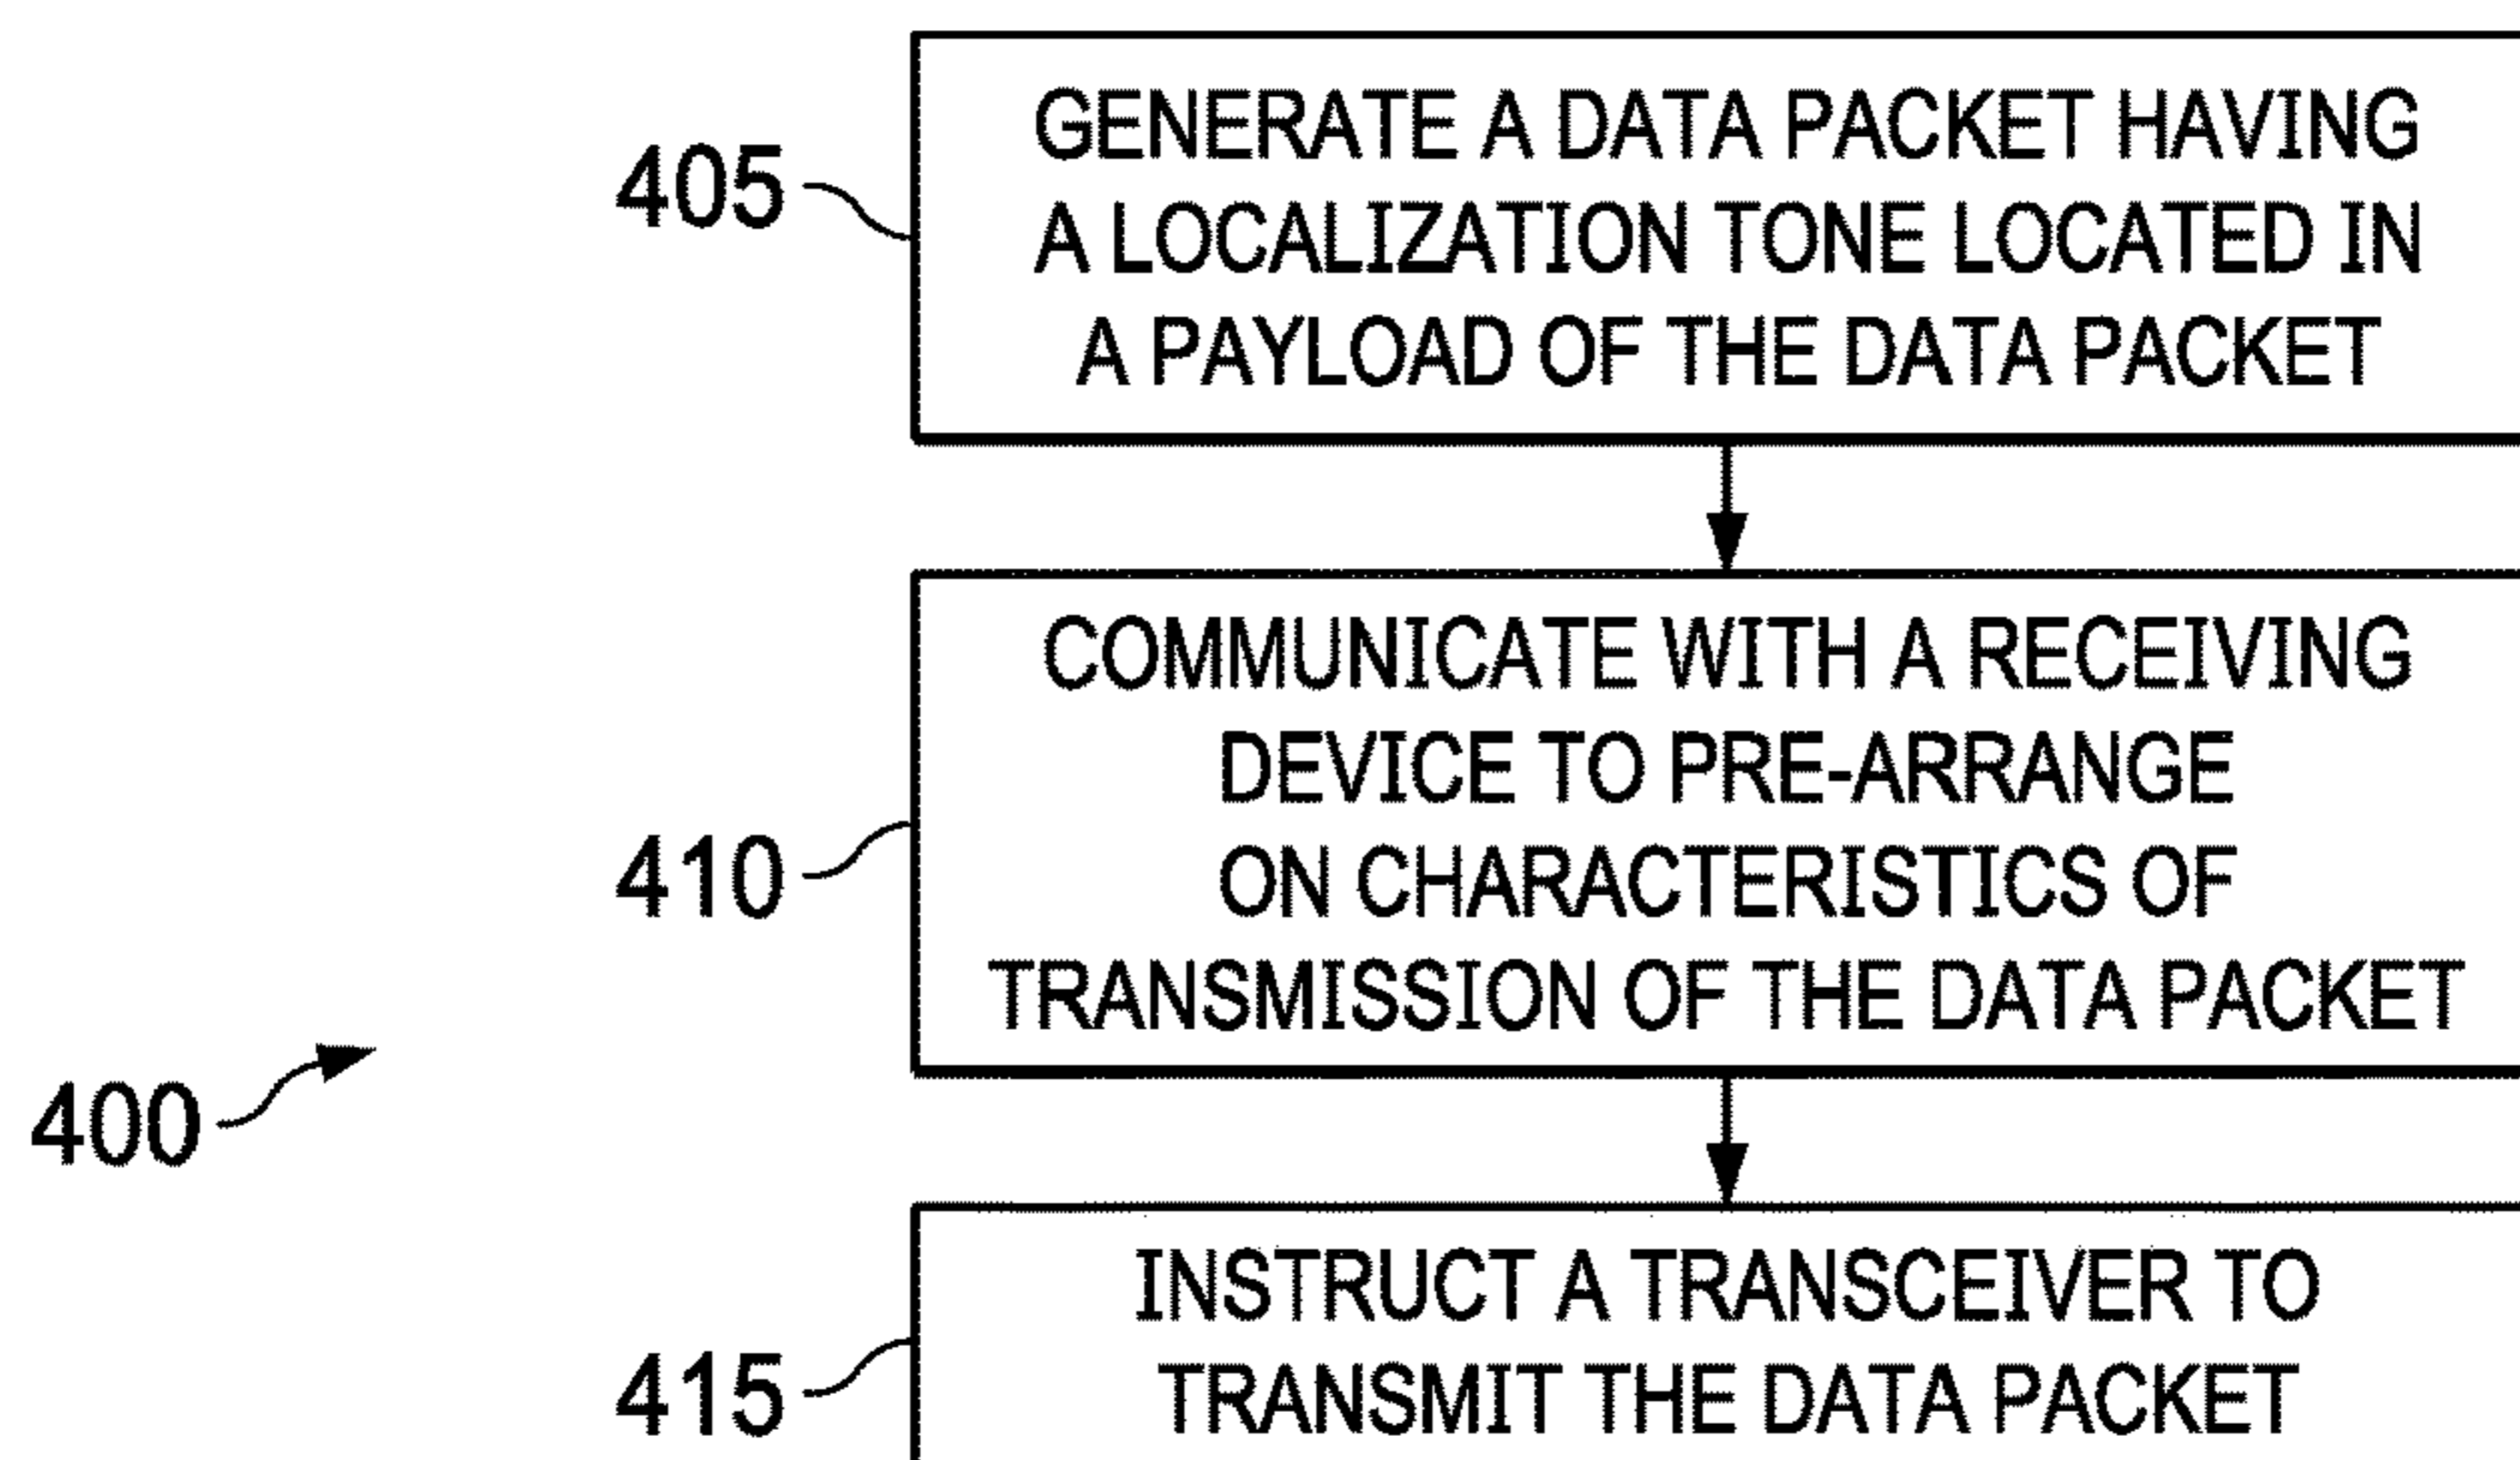 405
GENERATE A DATA PACKET HAVING
A LOCALIZATION TONE LOCATED IN
A PAYLOAD OF THE DATA PACKET
410
COMMUNICATE WITH A RECEIVING
DEVICE TO PRE-ARRANGE
ON CHARACTERISTICS OF
TRANSMISSION OF THE DATA PACKET
400
415
INSTRUCT A TRANSCEIVER TO
TRANSMIT THE DATA PACKET